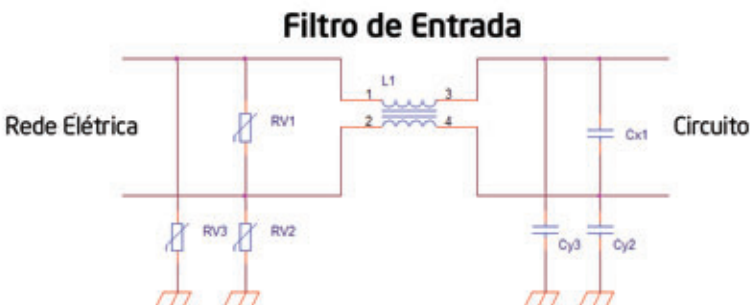 Filtro de Entrada
L1
1 3
Rede Elétrica
RV1
2 4
Cx1
Circuito
RV3
RV2
Cy3
Cy2